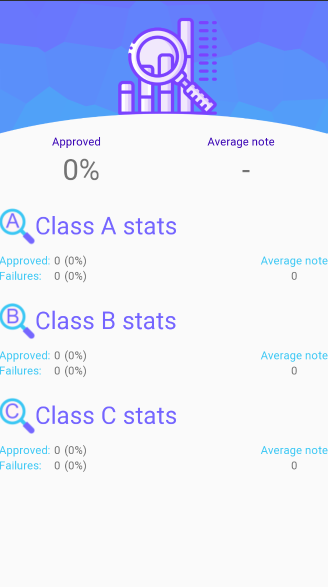 Approved Average note
0% -
A Class A stats
Approved: 0 (0%) Average note
Failures: 0 (0%) 0
B Class B stats
Approved: 0 (0%) Average note
Failures: 0 (0%) 0
C Class C stats
Approved: 0 (0%) Average note
Failures: 0 (0%) 0